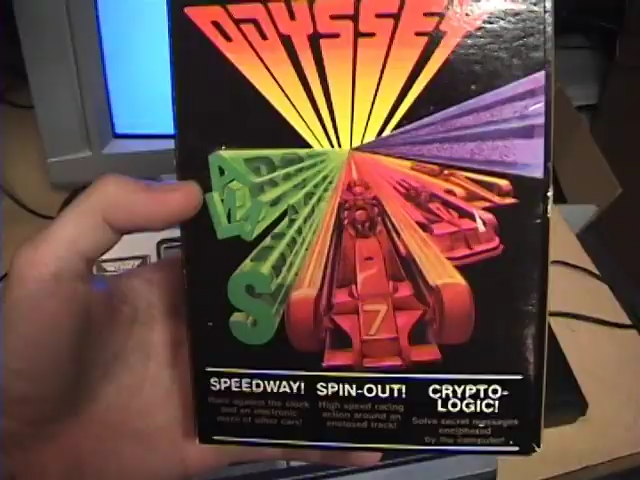 ODYSSEY
A
S
7
SPEEDWAY! SPIN-OUT! CRYPTO-
LOGIC!
Race against the clock
and an electronic
maze of other cars!
High speed racing
action around an
enclosed track!
Solve secret messages
enciphered
by the computer!